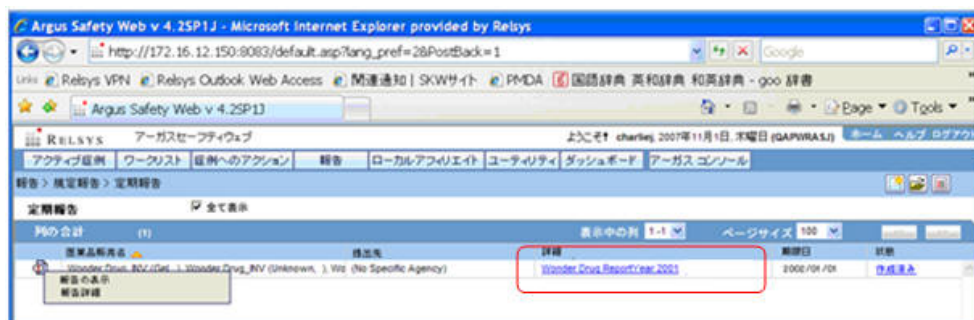 Argus Safety Web v 4.2SP1J - Microsoft Internet Explorer provided by Relsys
http://172.16.12.150:8083/default.asp?lang_pref=2&PostBack=1 Google
Links Relsys VPN Relsys Outlook Web Access 関連通知 | SKWサイト PMDA 国語辞典 英和辞典 和英辞典 - goo 辞書
Argus Safety Web v 4.2SP1J Page Tools
RELSYS アーガスセーフティウェブ ようこそ! charliej, 2007年11月1日, 木曜日 (QAPWRASJ) ホーム ヘルプ ログアウト
アクティブ症例 ワークリスト 症例へのアクション 報告 ローカルアフィリエイト ユーティリティ ダッシュボード アーガス コンソール
報告 > 規定報告 > 定期報告
定期報告 全て表示
列の合計 (1) 表示中の列 1-1 ページサイズ 100
医薬品販売名 提出先 詳細 期限日 状態
Wonder Drug_INV (Gel, ), Wonder Drug_INV (Unknown, ), Wo (No Specific Agency) Wonder Drug ReportYear 2001 2002/01/01 作成済み
報告の表示
報告詳細